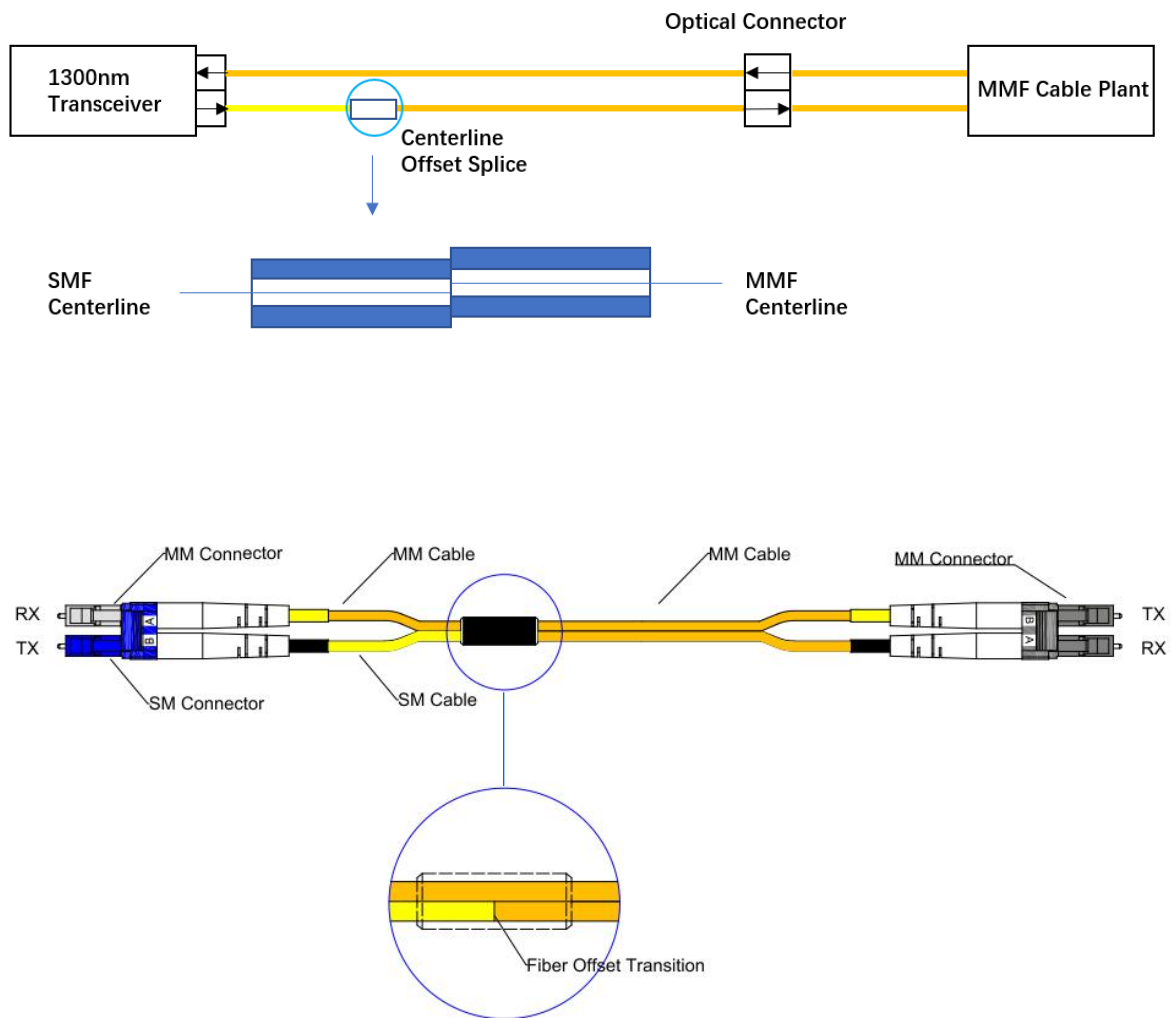 Optical Connector
1300nm
Transceiver
MMF Cable Plant
Centerline
Offset Splice
SMF
Centerline
MMF
Centerline
MM Connector
MM Cable
MM Cable
MM Connector
RX
A
B
TX
TX
B
A
RX
SM Connector
SM Cable
Fiber Offset Transition